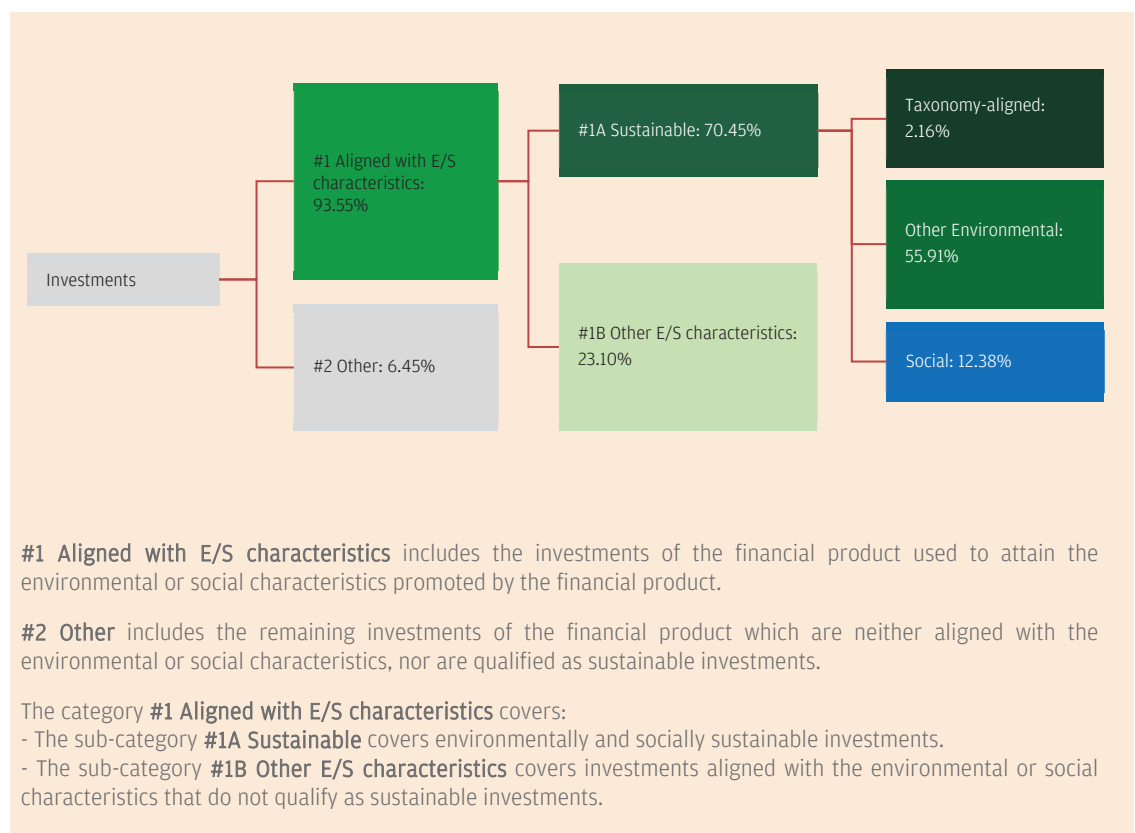 Investments
#1 Aligned with E/S
characteristics:
93.55%
#2 Other: 6.45%
#1A Sustainable: 70.45%
#1B Other E/S characteristics:
23.10%
Taxonomy-aligned:
2.16%
Other Environmental:
55.91%
Social: 12.38%
#1 Aligned with E/S characteristics includes the investments of the financial product used to attain the
environmental or social characteristics promoted by the financial product.
#2 Other includes the remaining investments of the financial product which are neither aligned with the
environmental or social characteristics, nor are qualified as sustainable investments.
The category #1 Aligned with E/S characteristics covers:
- The sub-category #1A Sustainable covers environmentally and socially sustainable investments.
- The sub-category #1B Other E/S characteristics covers investments aligned with the environmental or social
characteristics that do not qualify as sustainable investments.